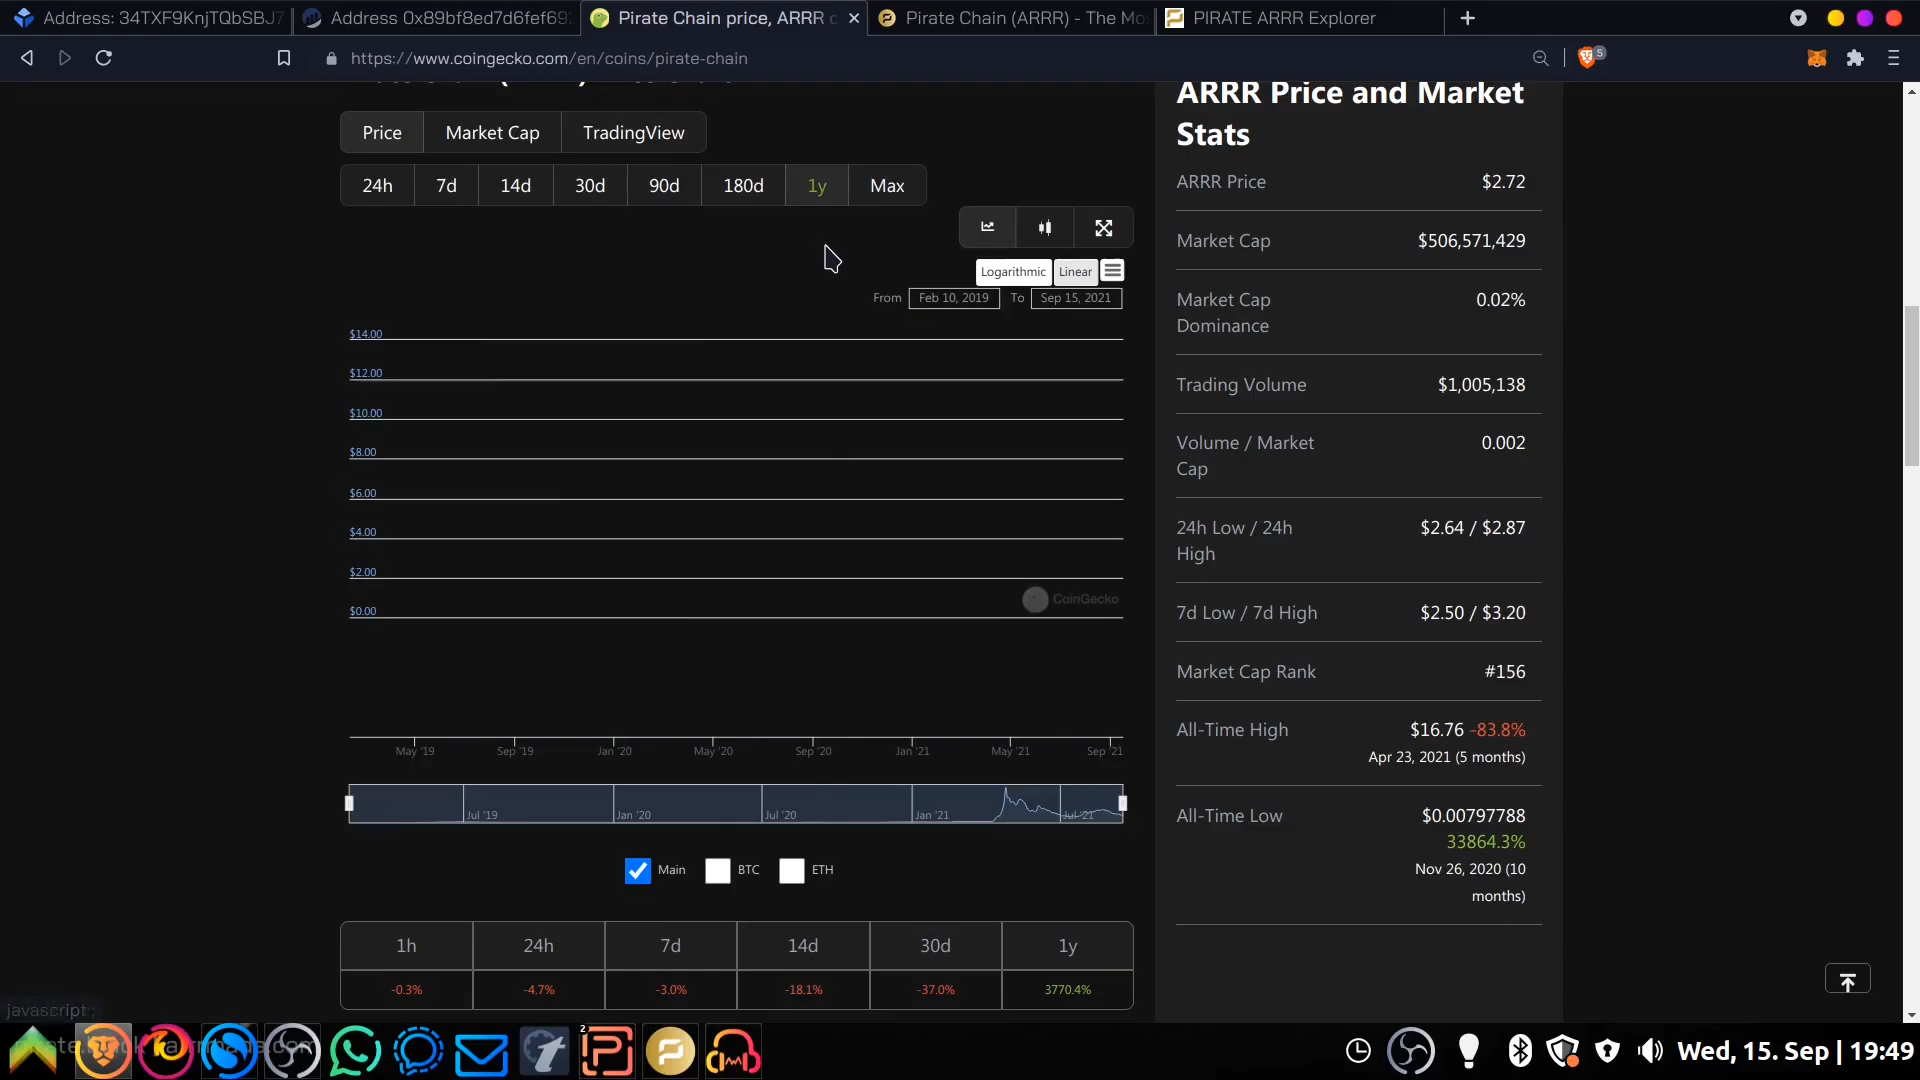 Address: 34TXF9KnjTQbSBJ7
Address 0x89bf8ed7d6fef69
Pirate Chain price, ARRR
Pirate Chain (ARRR) - The Mo
PIRATE ARRR Explorer
https://www.coingecko.com/en/coins/pirate-chain
5
Price
Market Cap
TradingView
24h
7d
14d
30d
90d
180d
1y
Max
Logarithmic
Linear
From
Feb 10, 2019
To
Sep 15, 2021
$14.00
$12.00
$10.00
$8.00
$6.00
$4.00
$2.00
$0.00
CoinGecko
May '19
Sep '19
Jan '20
May '20
Sep '20
Jan '21
May '21
Sep '21
Jul '19
Jan '20
Jul '20
Jan '21
Jul '21
Main
BTC
ETH
1h
24h
7d
14d
30d
1y
-0.3%
-4.7%
-3.0%
-18.1%
-37.0%
3770.4%
ARRR Price and Market
Stats
ARRR Price
$2.72
Market Cap
$506,571,429
Market Cap
Dominance
0.02%
Trading Volume
$1,005,138
Volume / Market
Cap
0.002
24h Low / 24h
High
$2.64 / $2.87
7d Low / 7d High
$2.50 / $3.20
Market Cap Rank
#156
All-Time High
$16.76 -83.8%
Apr 23, 2021 (5 months)
All-Time Low
$0.00797788
33864.3%
Nov 26, 2020 (10
months)
javascript:;
2
Wed, 15. Sep | 19:49